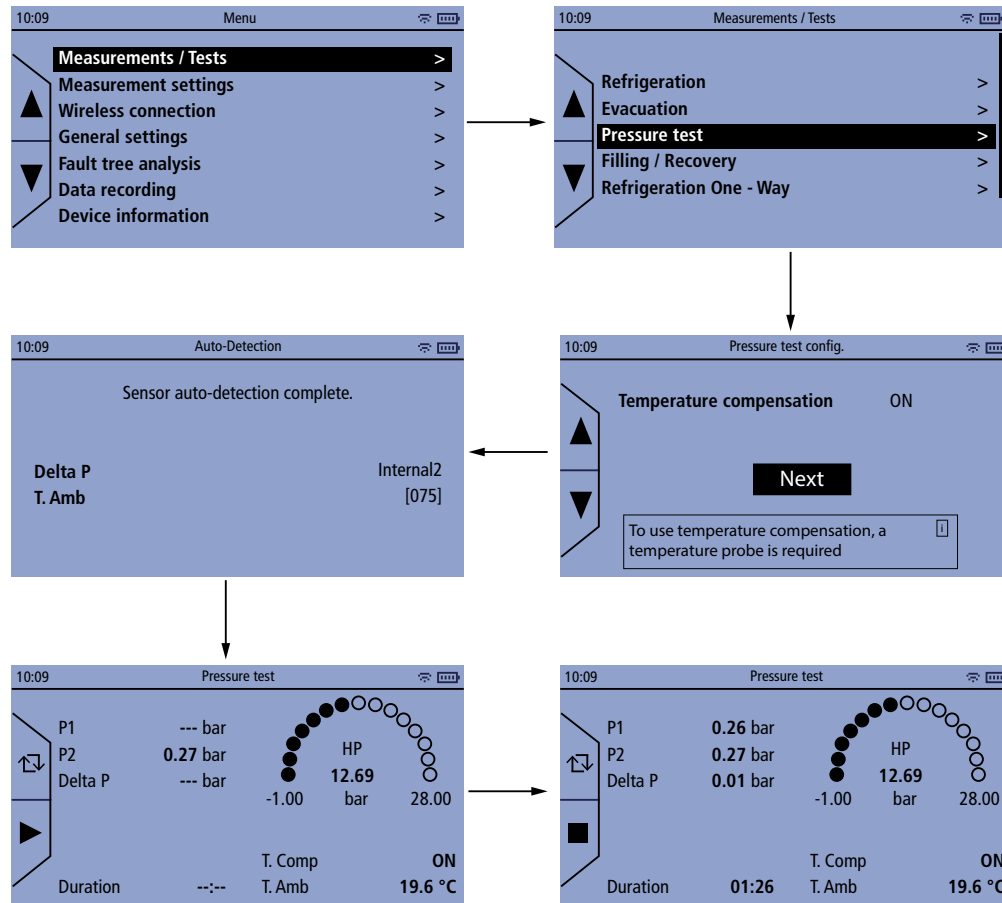 10:09 Menu
Measurements / Tests >
Measurement settings >
Wireless connection >
General settings >
Fault tree analysis >
Data recording >
Device information >
10:09 Measurements / Tests
Refrigeration >
Evacuation >
Pressure test >
Filling / Recovery >
Refrigeration One - Way >
10:09 Pressure test config.
Temperature compensation ON
Next
To use temperature compensation, a i
temperature probe is required
10:09 Auto-Detection
Sensor auto-detection complete.
Delta P Internal2
T. Amb [075]
10:09 Pressure test
P1 --- bar
P2 0.27 bar
Delta P --- bar
HP
12.69
-1.00 bar 28.00
T. Comp ON
Duration --:-- T. Amb 19.6 °C
10:09 Pressure test
P1 0.26 bar
P2 0.27 bar
Delta P 0.01 bar
HP
12.69
-1.00 bar 28.00
T. Comp ON
Duration 01:26 T. Amb 19.6 °C